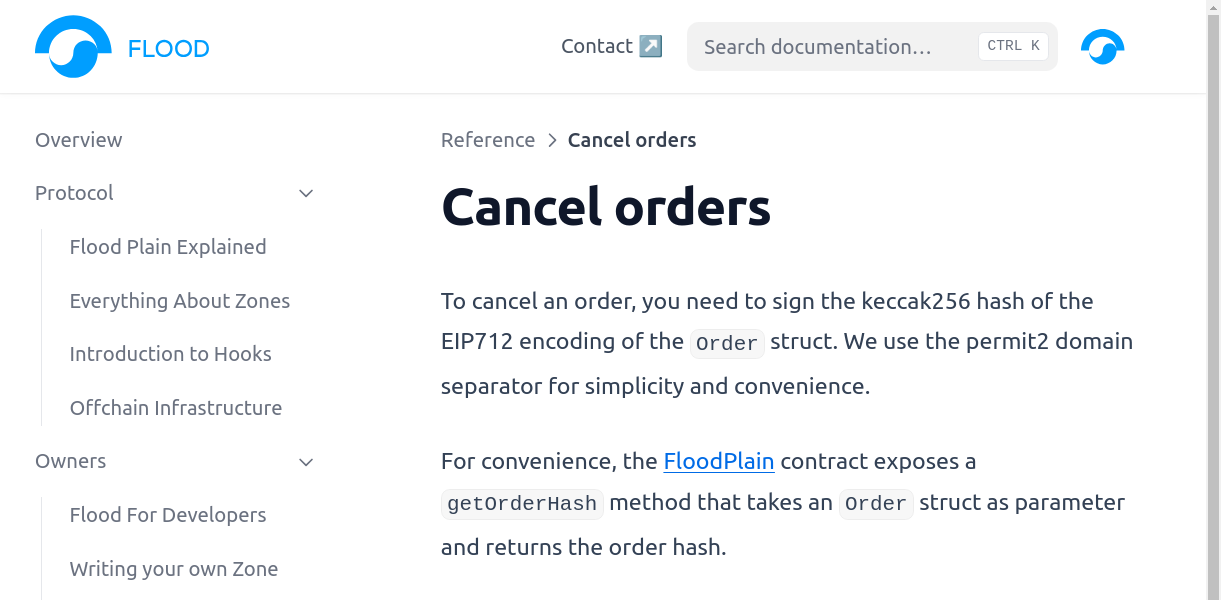 FLOOD
Contact ↗
Search documentation…
CTRL K
Overview
Protocol
Flood Plain Explained
Everything About Zones
Introduction to Hooks
Offchain Infrastructure
Owners
Flood For Developers
Writing your own Zone
Reference > Cancel orders
Cancel orders
To cancel an order, you need to sign the keccak256 hash of the
EIP712 encoding of the Order struct. We use the permit2 domain
separator for simplicity and convenience.
For convenience, the FloodPlain contract exposes a
getOrderHash method that takes an Order struct as parameter
and returns the order hash.